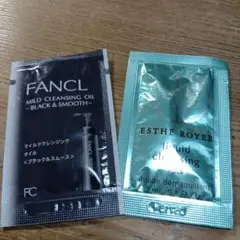 FANCL
MILD CLEANSING OIL
-BLACK & SMOOTH-
マイルドクレンジング
オイル
<ブラック&スムース>
FC
ESTHE ROYER
liquid
cleansing